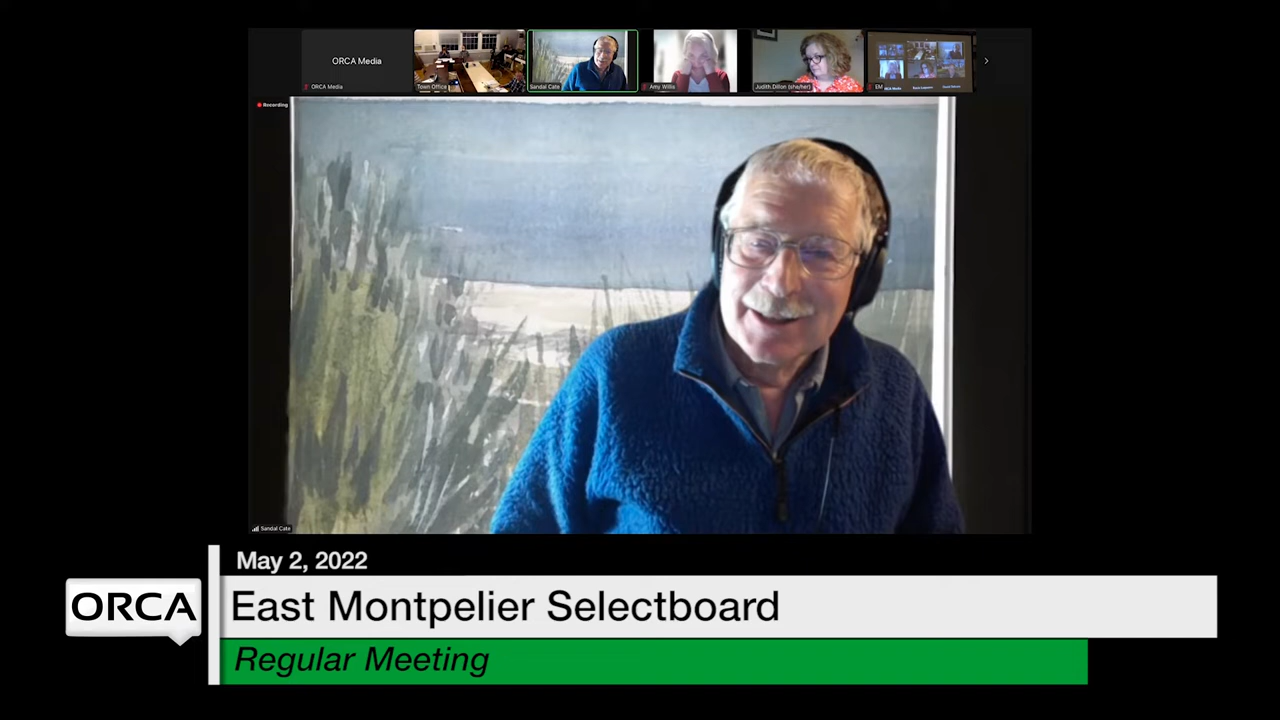 ORCA Media
ORCA Media
Town Office
Sandal Cate
Amy Willis
Judith Dillon (she/her)
EM
Recording
Sandal Cate
May 2, 2022
ORCA
East Montpelier Selectboard
Regular Meeting